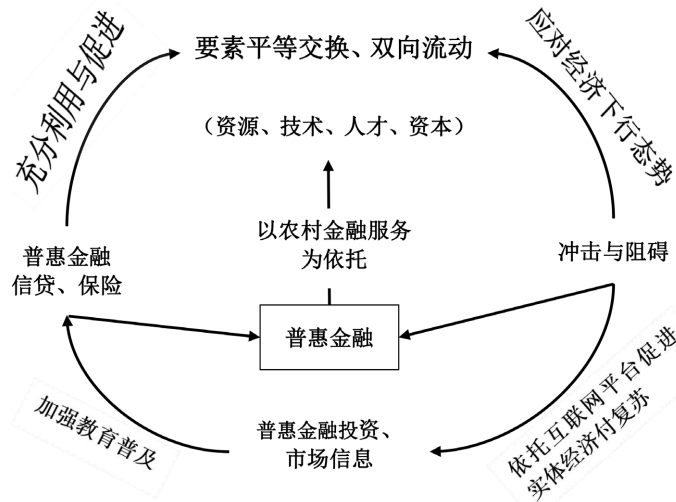 要素平等交换、双向流动
充分利用与促进
应对经济下行态势
（资源、技术、人才、资本）
以农村金融服务
为依托
普惠金融
信贷、保险
冲击与阻碍
普惠金融
加强教育普及
普惠金融投资、
市场信息
依托互联网平台促进
实体经济付复苏